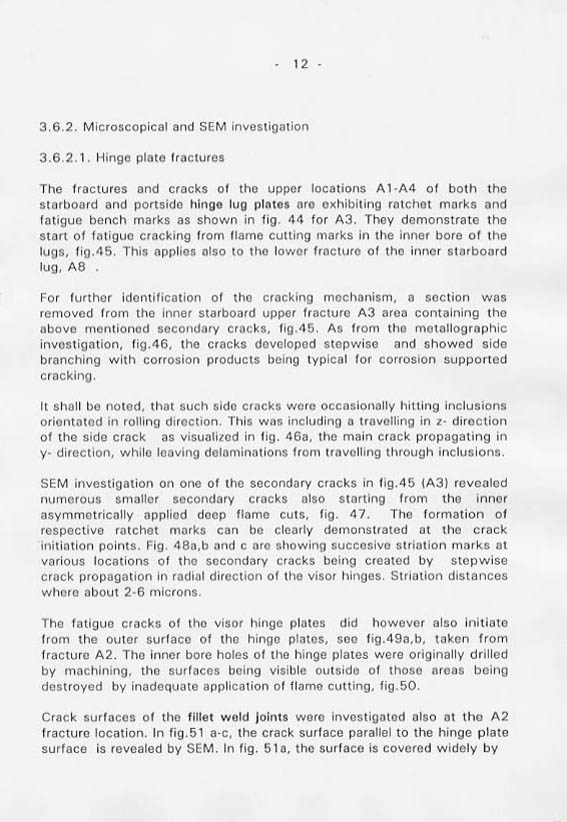 - 12 -
3.6.2. Microscopical and SEM investigation
3.6.2.1. Hinge plate fractures
The fractures and cracks of the upper locations A1-A4 of both the
starboard and portside hinge lug plates are exhibiting ratchet marks and
fatigue bench marks as shown in fig. 44 for A3. They demonstrate the
start of fatigue cracking from flame cutting marks in the inner bore of the
lugs, fig.45. This applies also to the lower fracture of the inner starboard
lug, A8 .
For further identification of the cracking mechanism, a section was
removed from the inner starboard upper fracture A3 area containing the
above mentioned secondary cracks, fig.45. As from the metallographic
investigation, fig.46, the cracks developed stepwise and showed side
branching with corrosion products being typical for corrosion supported
cracking.
It shall be noted, that such side cracks were occasionally hitting inclusions
orientated in rolling direction. This was including a travelling in z- direction
of the side crack as visualized in fig. 46a, the main crack propagating in
y- direction, while leaving delaminations from travelling through inclusions.
SEM investigation on one of the secondary cracks in fig.45 (A3) revealed
numerous smaller secondary cracks also starting from the inner
asymmetrically applied deep flame cuts, fig. 47. The formation of
respective ratchet marks can be clearly demonstrated at the crack
initiation points. Fig. 48a,b and c are showing succesive striation marks at
various locations of the secondary cracks being created by stepwise
crack propagation in radial direction of the visor hinges. Striation distances
where about 2-6 microns.
The fatigue cracks of the visor hinge plates did however also initiate
from the outer surface of the hinge plates, see fig.49a,b, taken from
fracture A2. The inner bore holes of the hinge plates were originally drilled
by machining, the surfaces being visible outside of those areas being
destroyed by inadequate application of flame cutting, fig.50.
Crack surfaces of the fillet weld joints were investigated also at the A2
fracture location. In fig.51 a-c, the crack surface parallel to the hinge plate
surface is revealed by SEM. In fig. 51a, the surface is covered widely by